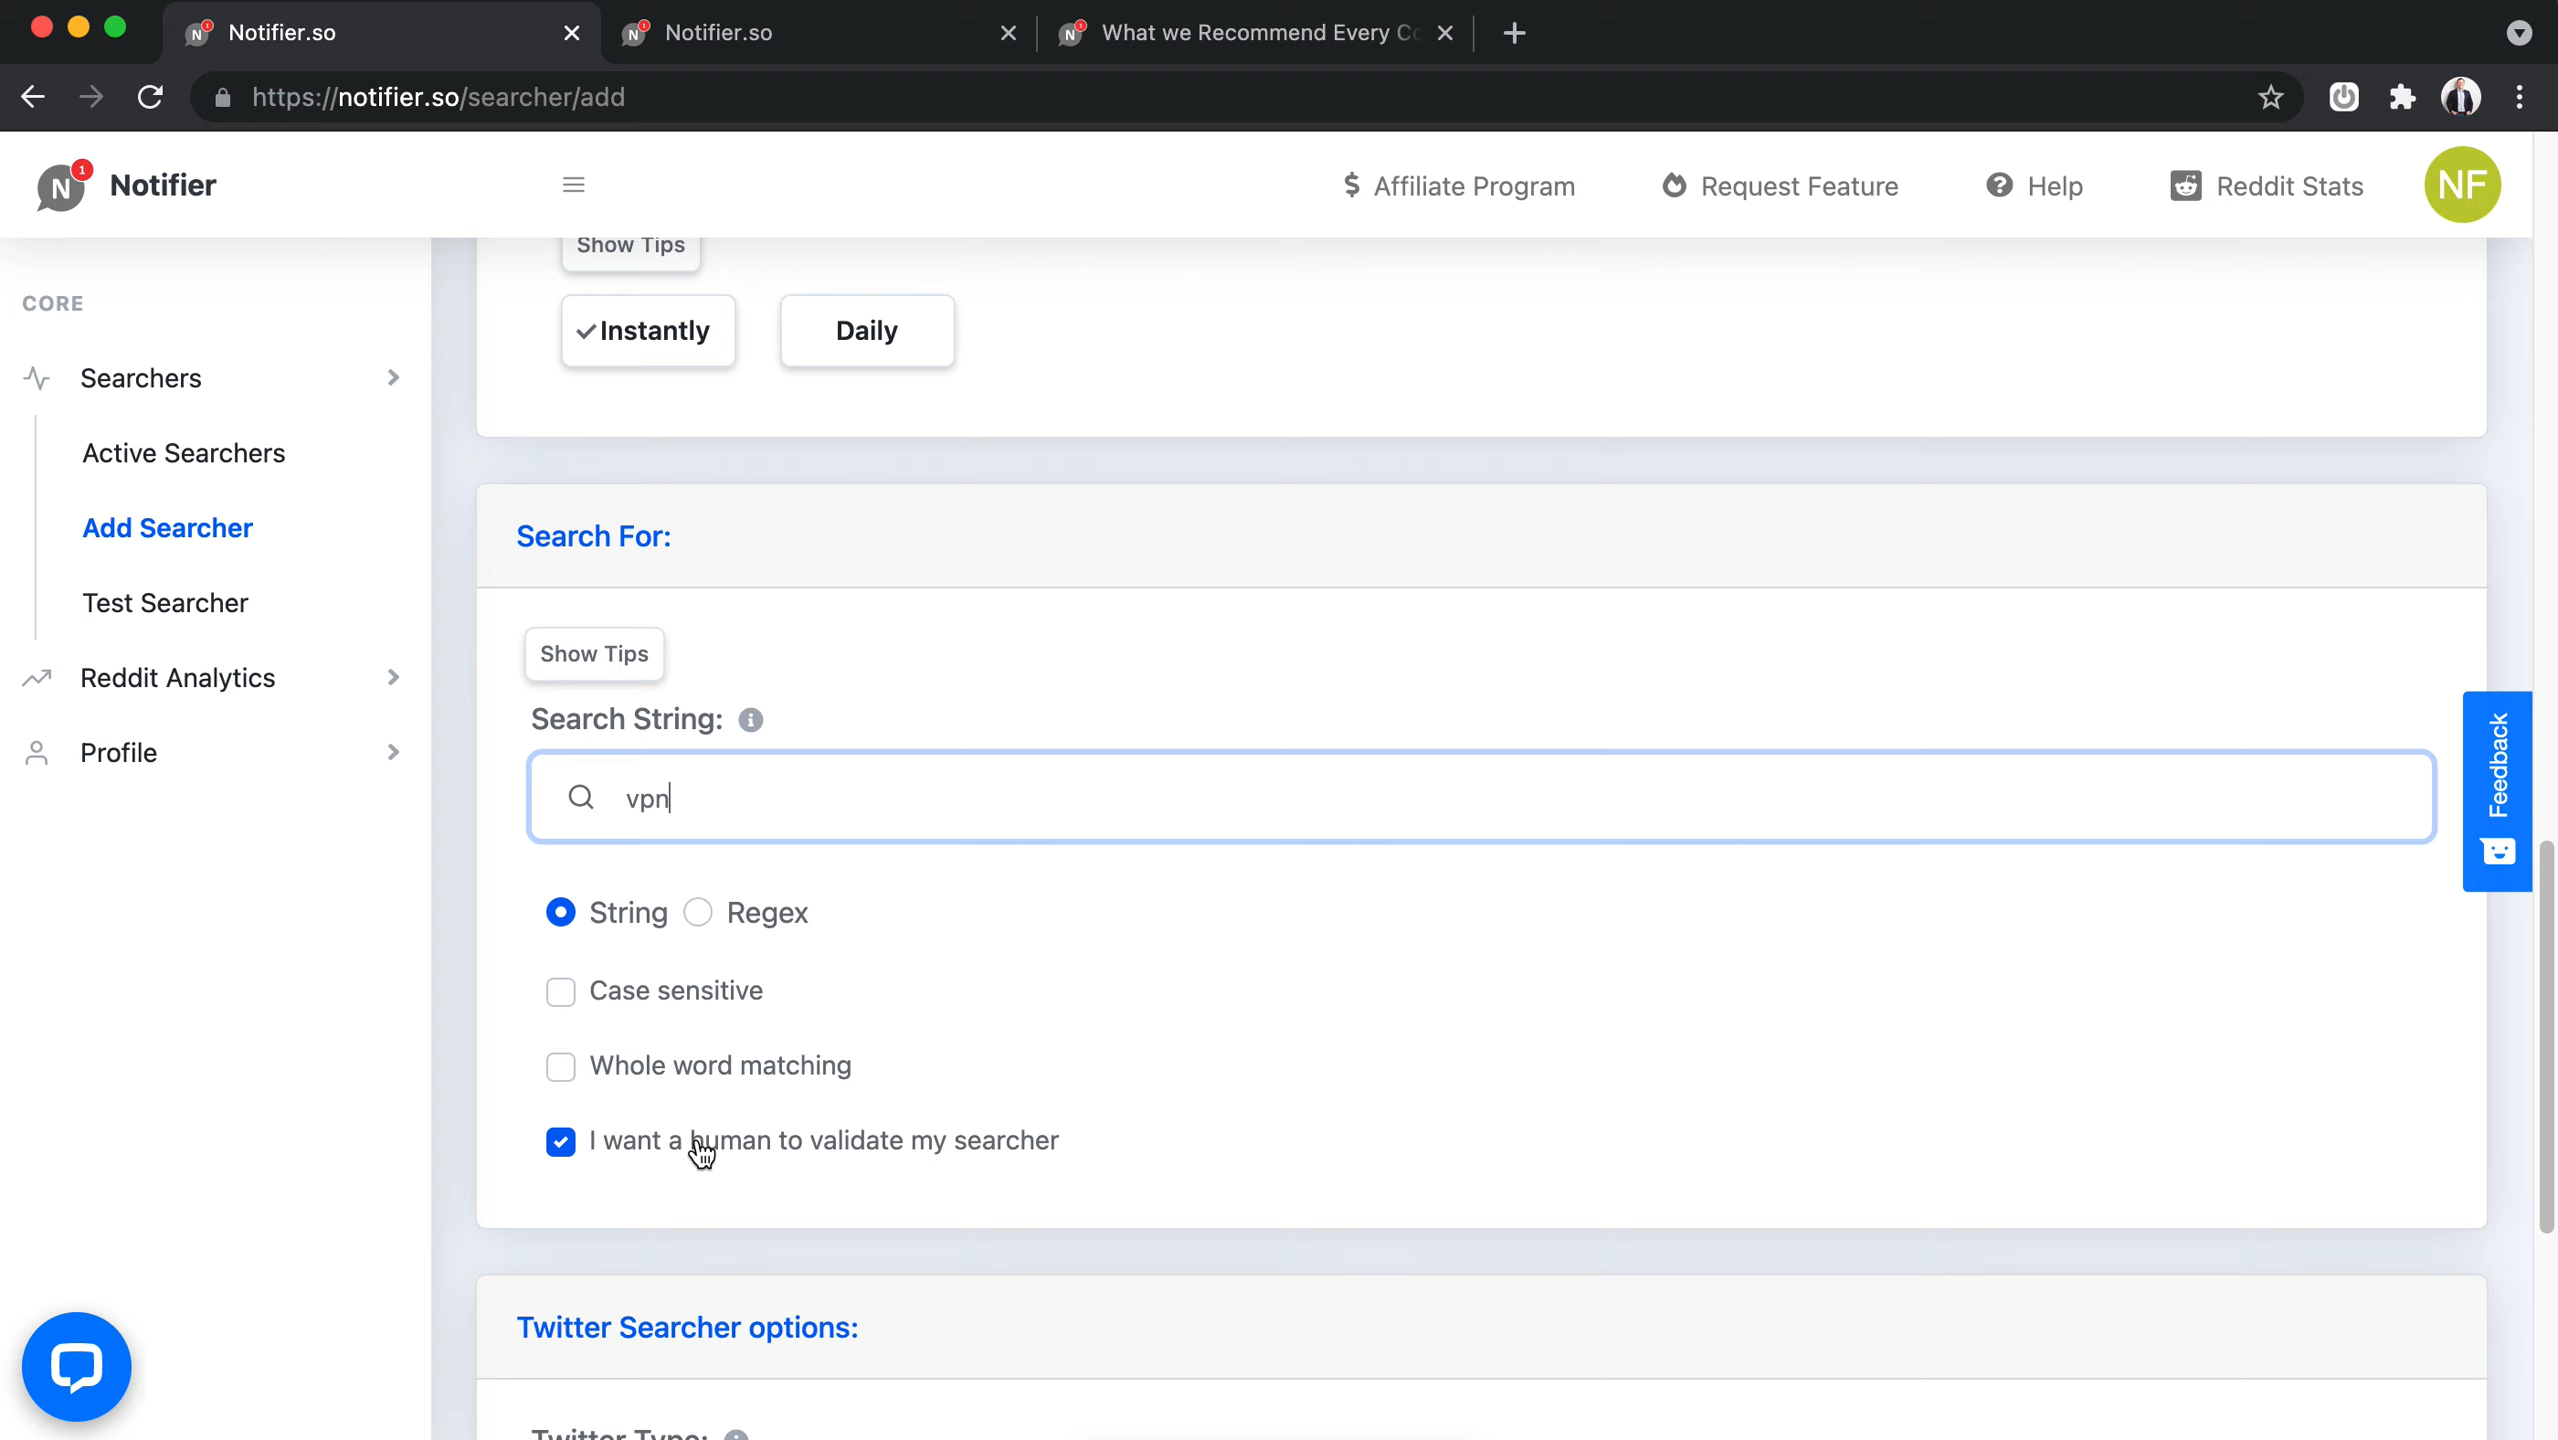 Notifier.so
Notifier.so
What we Recommend Every
https://notifier.so/searcher/add
N 1 Notifier
$ Affiliate Program
Request Feature
Help
Reddit Stats
NF
CORE
Searchers
Active Searchers
Add Searcher
Test Searcher
Reddit Analytics
Profile
Show Tips
Instantly
Daily
Search For:
Show Tips
Search String:
vpn
String
Regex
Case sensitive
Whole word matching
I want a human to validate my searcher
Feedback
Twitter Searcher options:
Twitter Type: